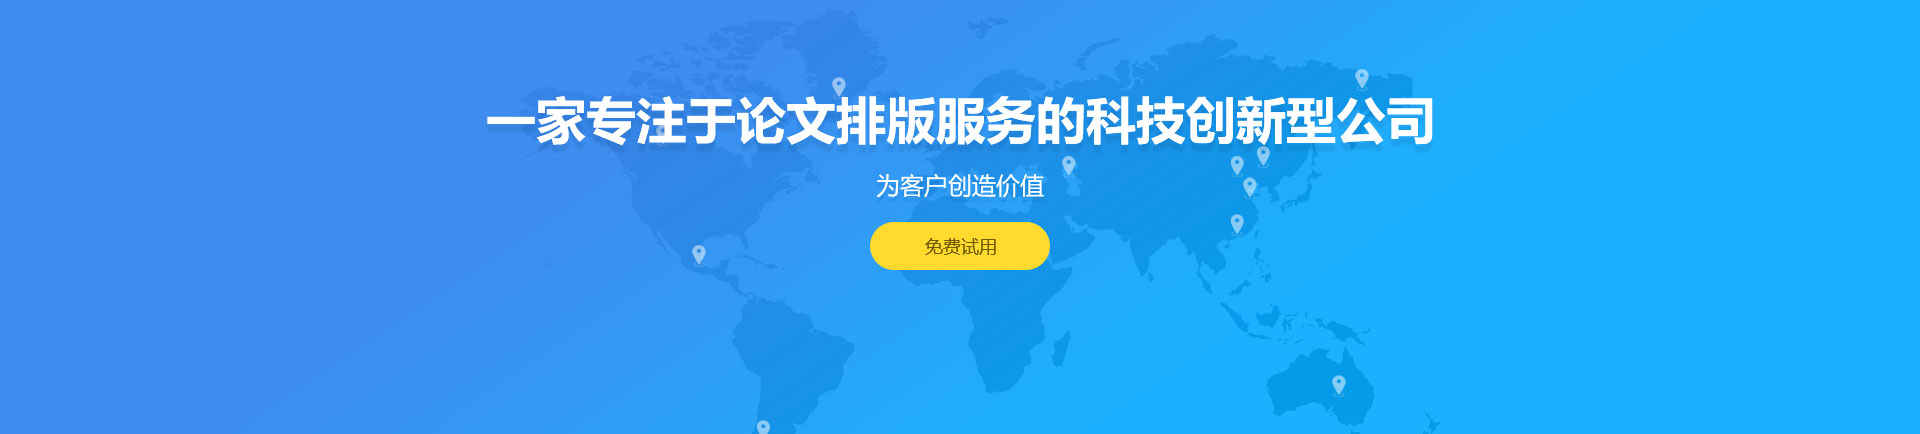 一家专注于论文排版服务的科技创新型公司
为客户创造价值
免费试用